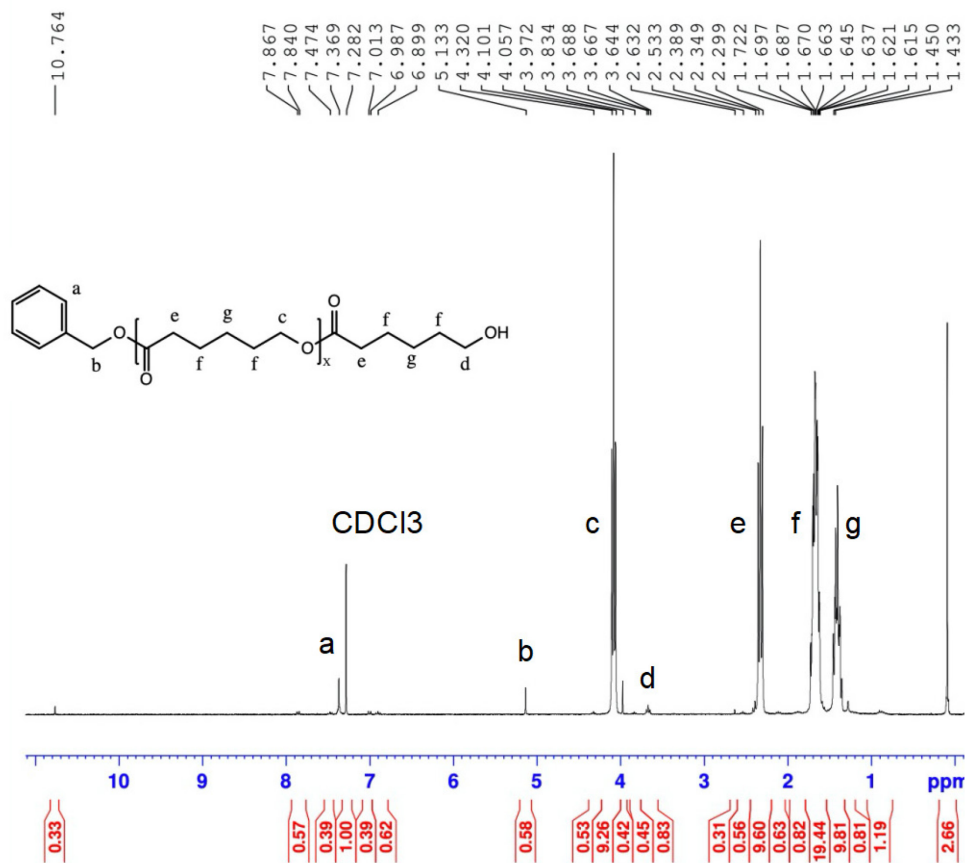 10.764
7.867
7.840
7.474
7.369
7.282
7.013
6.987
6.899
5.133
4.320
4.101
4.057
3.972
3.834
3.688
3.667
3.644
2.632
2.533
2.389
2.349
2.299
1.722
1.697
1.687
1.670
1.663
1.645
1.637
1.621
1.615
1.450
1.433
a
b
O
O
e
f
g
f
c
O
x
O
e
f
g
f
d
OH
CDCl3
a
b
c
d
e
f
g
10 9 8 7 6 5 4 3 2 1 ppm
0.33
0.57
0.39
1.00
0.39
0.62
0.58
0.53
9.26
0.42
0.45
0.83
0.31
0.56
9.60
0.63
0.82
19.44
9.81
0.81
1.19
2.66